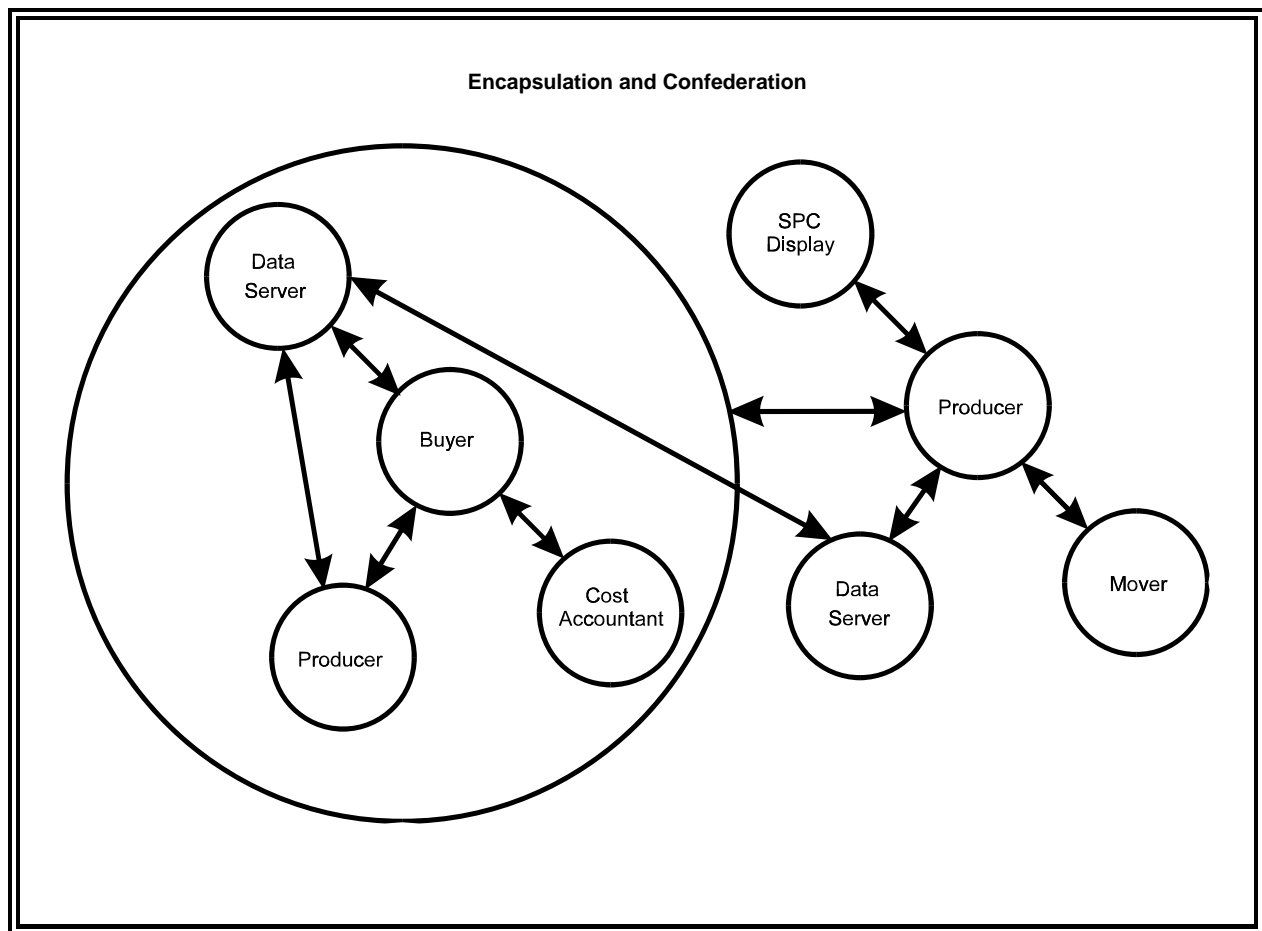 Encapsulation and Confederation
SPC
Display
Data
Server
Producer
Buyer
Cost
Accountant
Data
Server
Mover
Producer